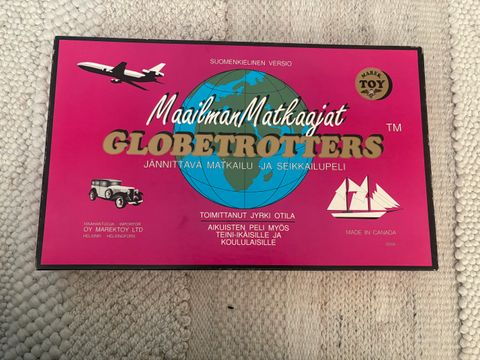 SUOMENKIELINEN VERSIO
MAREK
TOY
MaailmanMatkaajat
GLOBETROTTERS
TM
JÄNNITTÄVÄ MATKAILU -JA SEIKKAILUPELI
TOIMITTANUT JYRKI OTILA
AIKUISTEN PELI MYÖS
TEINI-IKÄISILLE JA
KOULULAISILLE
MAAHANTUOJA IMPORTÖR
OY MAREKTOY LTD
HELSINKI HELSINGFORS
MADE IN CANADA